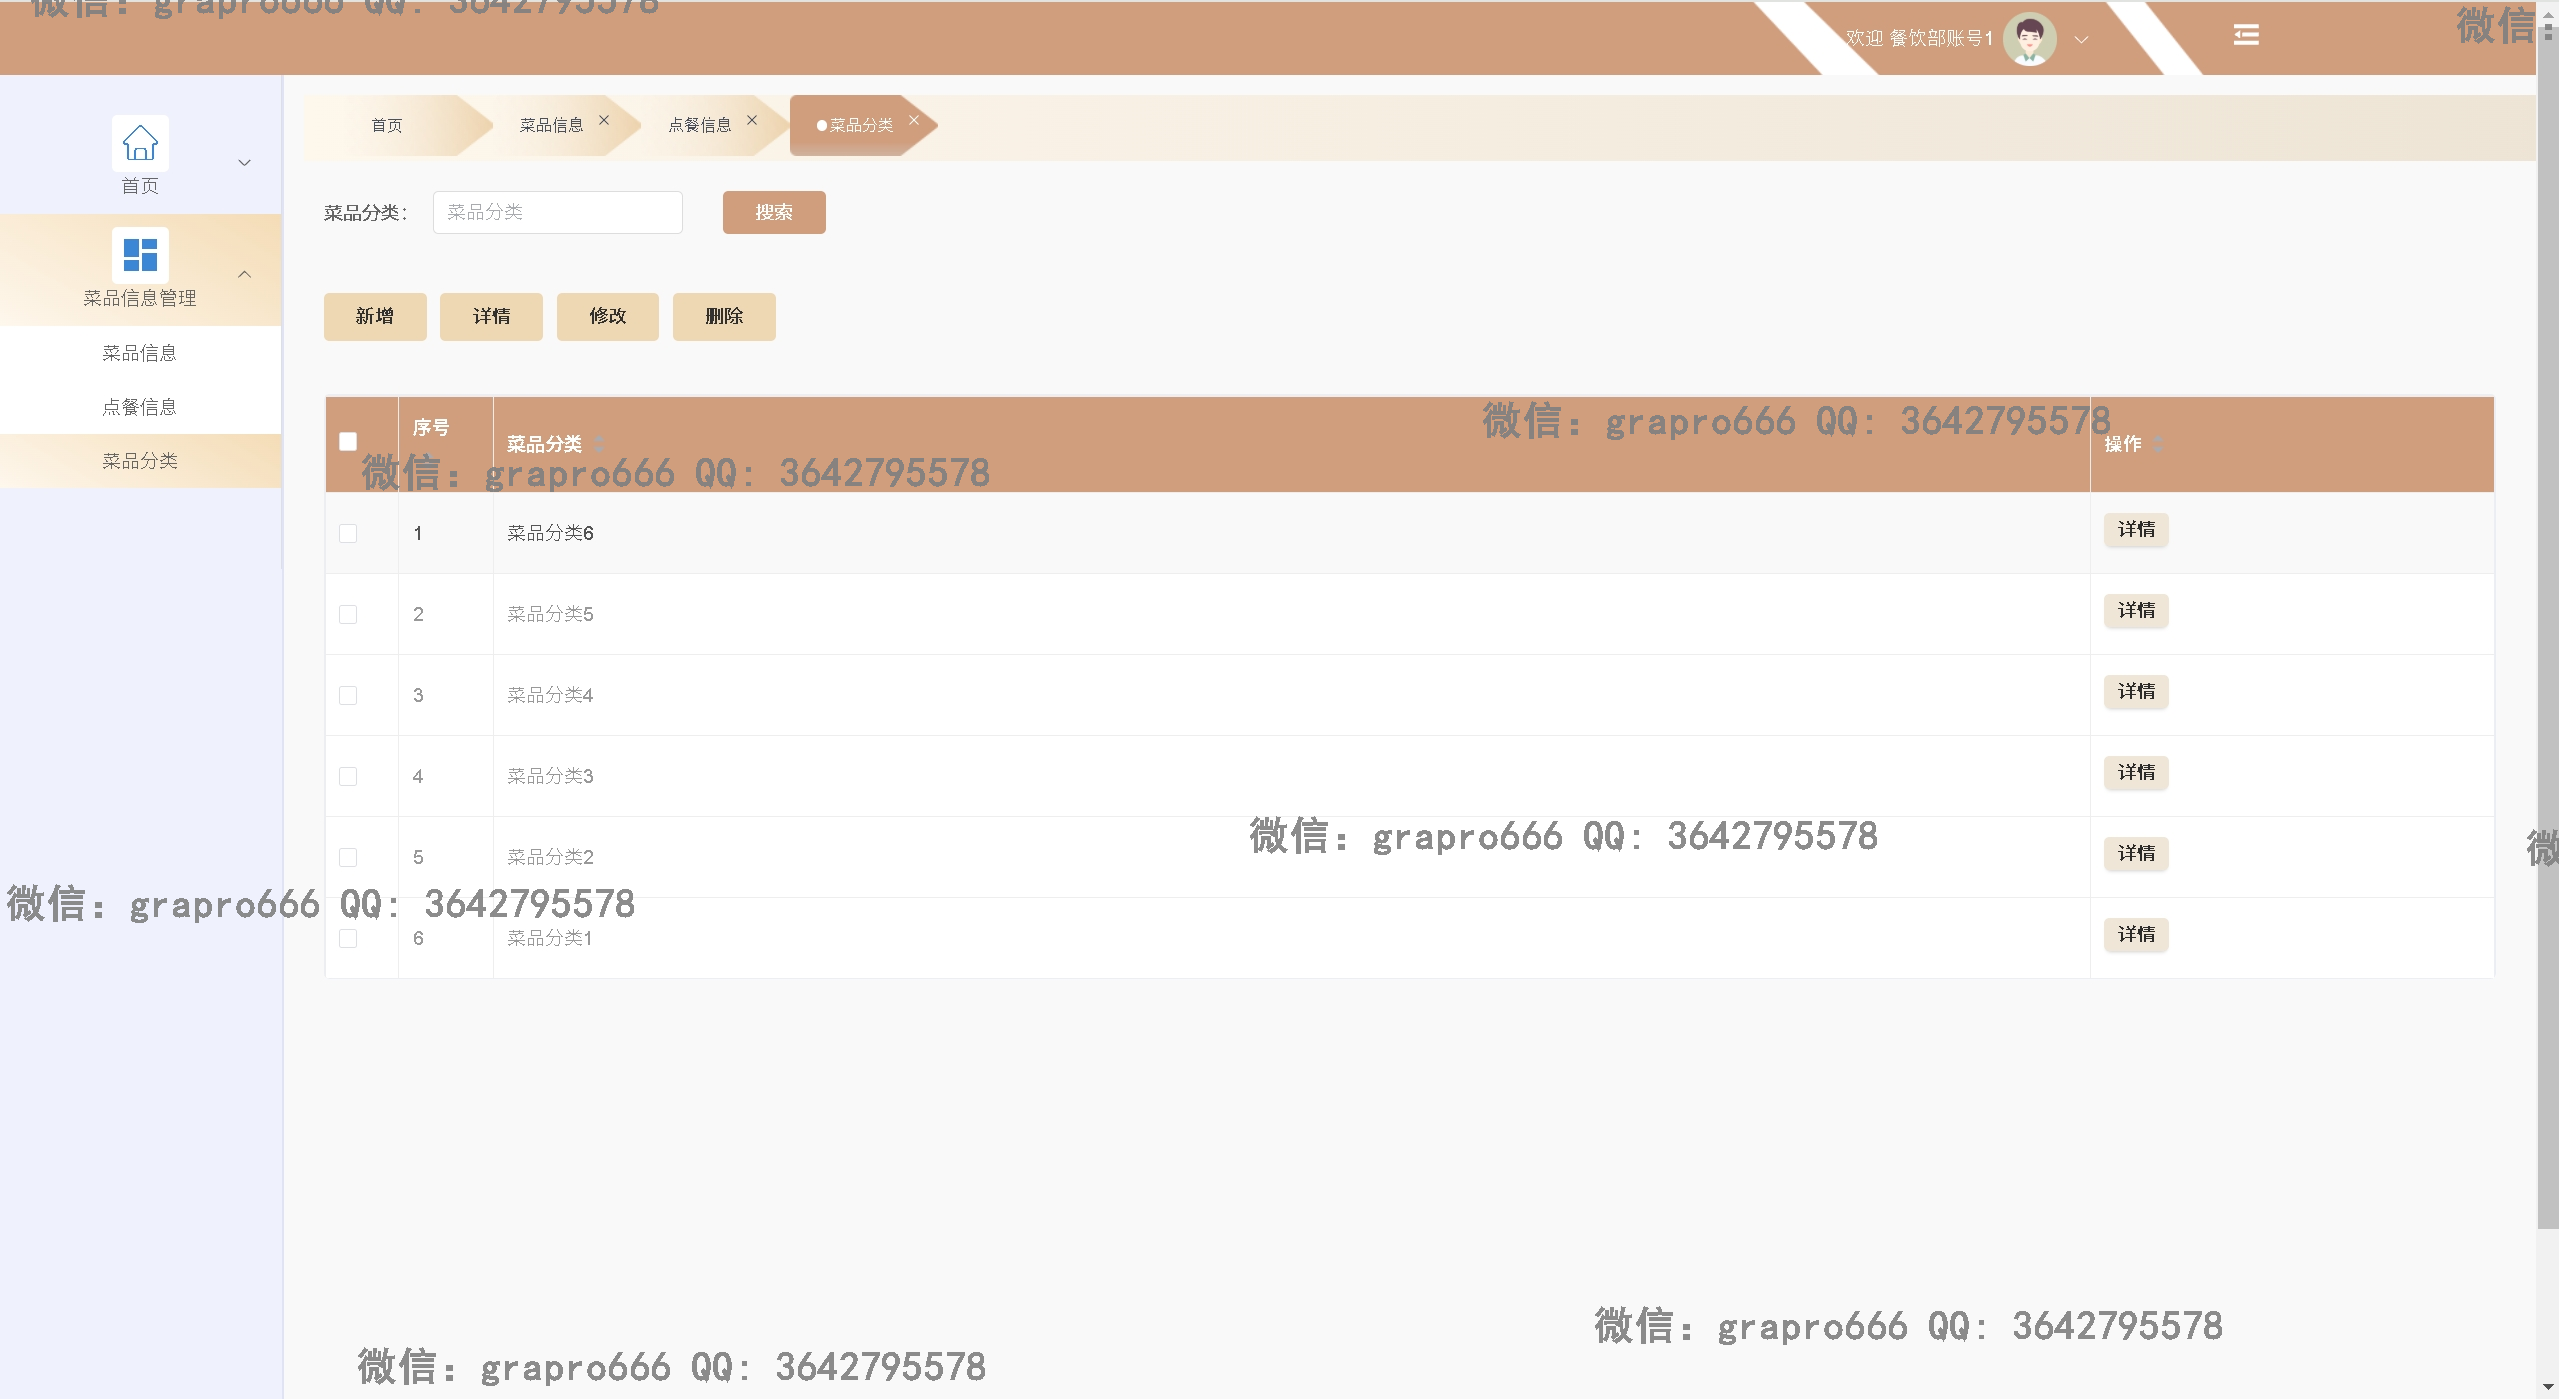 微信: grapro666 QQ: 3642795578
欢迎 餐饮部账号1
微信:
首页
菜品信息管理
菜品信息
点餐信息
菜品分类
首页 菜品信息 点餐信息 菜品分类
菜品分类: 菜品分类 搜索
新增 详情 修改 删除
微信: grapro666 QQ: 3642795578
序号 菜品分类 操作
微信: grapro666 QQ: 3642795578
1 菜品分类6 详情
2 菜品分类5 详情
3 菜品分类4 详情
4 菜品分类3 详情
微信: grapro666 QQ: 3642795578
微
5 菜品分类2 详情
微信: grapro666 QQ: 3642795578
6 菜品分类1 详情
微信: grapro666 QQ: 3642795578
微信: grapro666 QQ: 3642795578